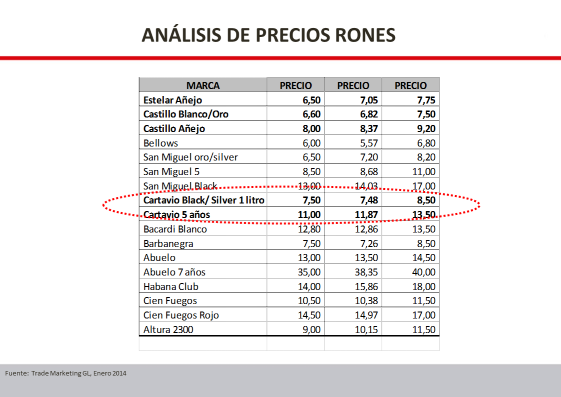 ANÁLISIS DE PRECIOS RONES
MARCA PRECIO PRECIO PRECIO
Estelar Añejo 6,50 7,05 7,75
Castillo Blanco/Oro 6,60 6,82 7,50
Castillo Añejo 8,00 8,37 9,20
Bellows 6,00 5,57 6,80
San Miguel oro/silver 6,50 7,20 8,20
San Miguel 5 8,50 8,68 11,00
San Miguel Black 13,00 14,03 17,00
Cartavio Black/ Silver 1 litro 7,50 7,48 8,50
Cartavio 5 años 11,00 11,87 13,50
Bacardi Blanco 12,80 12,86 13,50
Barbanegra 7,50 7,26 8,50
Abuelo 13,00 13,50 14,50
Abuelo 7 años 35,00 38,35 40,00
Habana Club 14,00 15,86 18,00
Cien Fuegos 10,50 10,38 11,50
Cien Fuegos Rojo 14,50 14,97 17,00
Altura 2300 9,00 10,15 11,50
Fuente: Trade Marketing GL, Enero 2014